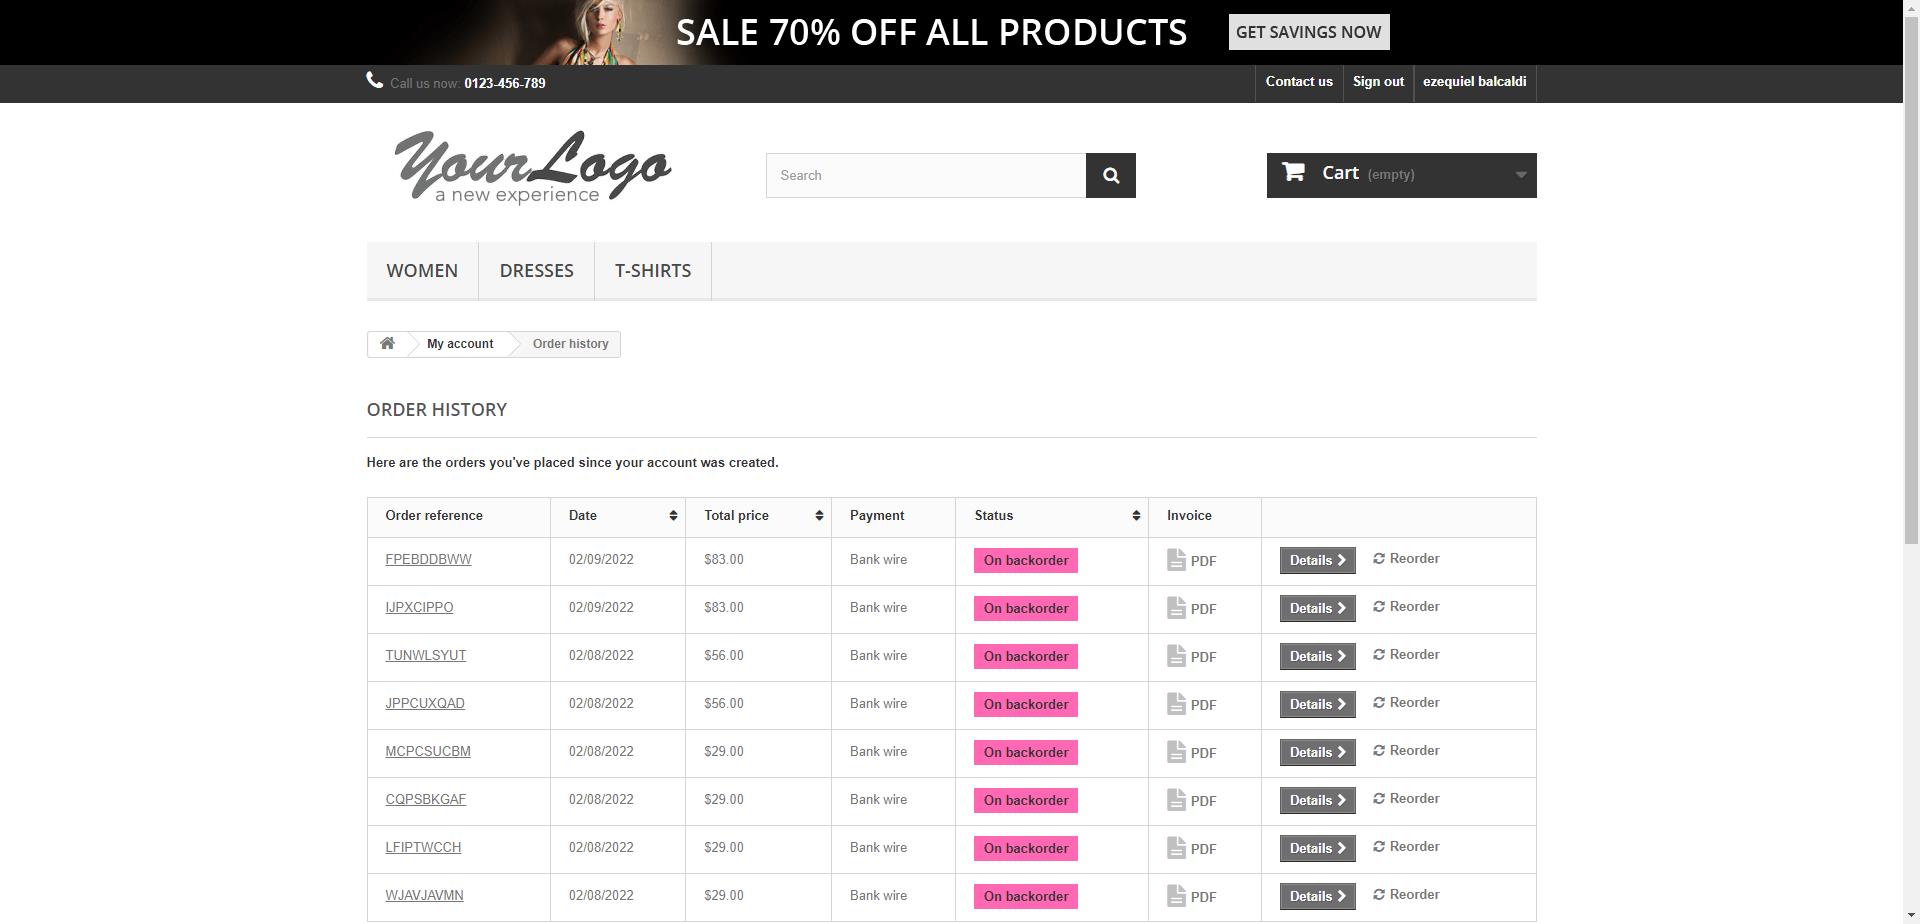 SALE 70% OFF ALL PRODUCTS GET SAVINGS NOW
Call us now: 0123-456-789 Contact us Sign out ezequiel balcaldi
Your Logo
a new experience
Search
Cart (empty)
WOMEN DRESSES T-SHIRTS
My account Order history
ORDER HISTORY
Here are the orders you've placed since your account was created.
Order reference Date Total price Payment Status Invoice
FPEBDDBWW 02/09/2022 $83.00 Bank wire On backorder PDF Details Reorder
IJPXCIPPO 02/09/2022 $83.00 Bank wire On backorder PDF Details Reorder
TUNWLSYUT 02/08/2022 $56.00 Bank wire On backorder PDF Details Reorder
JPPCUXQAD 02/08/2022 $56.00 Bank wire On backorder PDF Details Reorder
MCPCSUCBM 02/08/2022 $29.00 Bank wire On backorder PDF Details Reorder
CQPSBKGAF 02/08/2022 $29.00 Bank wire On backorder PDF Details Reorder
LFIPTWCCH 02/08/2022 $29.00 Bank wire On backorder PDF Details Reorder
WJAVJAVMN 02/08/2022 $29.00 Bank wire On backorder PDF Details Reorder